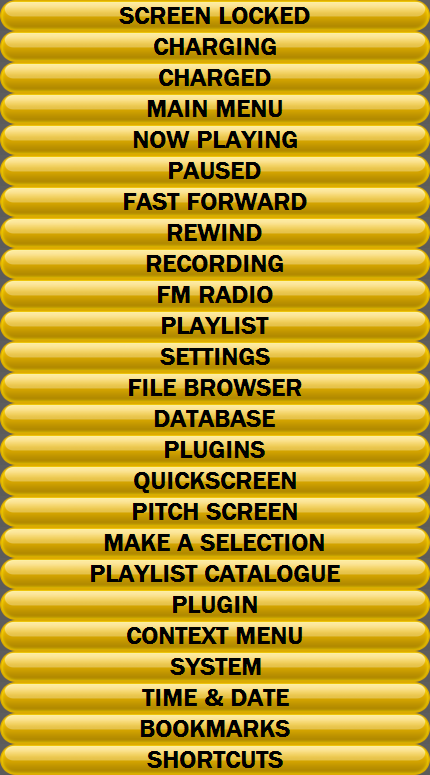 SCREEN LOCKED
CHARGING
CHARGED
MAIN MENU
NOW PLAYING
PAUSED
FAST FORWARD
REWIND
RECORDING
FM RADIO
PLAYLIST
SETTINGS
FILE BROWSER
DATABASE
PLUGINS
QUICKSCREEN
PITCH SCREEN
MAKE A SELECTION
PLAYLIST CATALOGUE
PLUGIN
CONTEXT MENU
SYSTEM
TIME & DATE
BOOKMARKS
SHORTCUTS